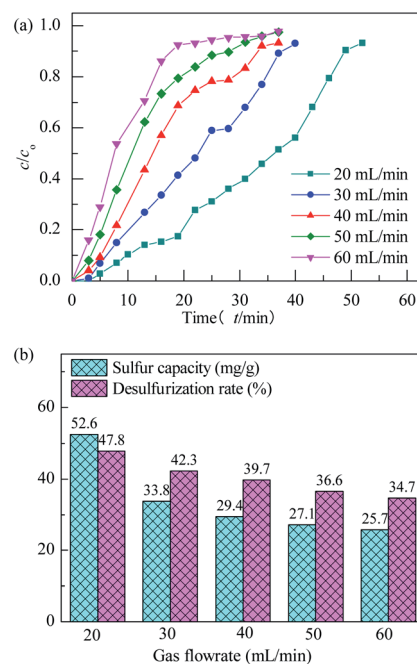 (a)
1.0
0.8
0.6
0.4
0.2
0.0
c/c₀
20 mL/min
30 mL/min
40 mL/min
50 mL/min
60 mL/min
0 10 20 30 40 50 60
Time( t/min)
(b)
Sulfur capacity (mg/g)
Desulfurization rate (%)
60
40
20
0
52.6
47.8
33.8
42.3
29.4
39.7
27.1
36.6
25.7
34.7
20 30 40 50 60
Gas flowrate (mL/min)